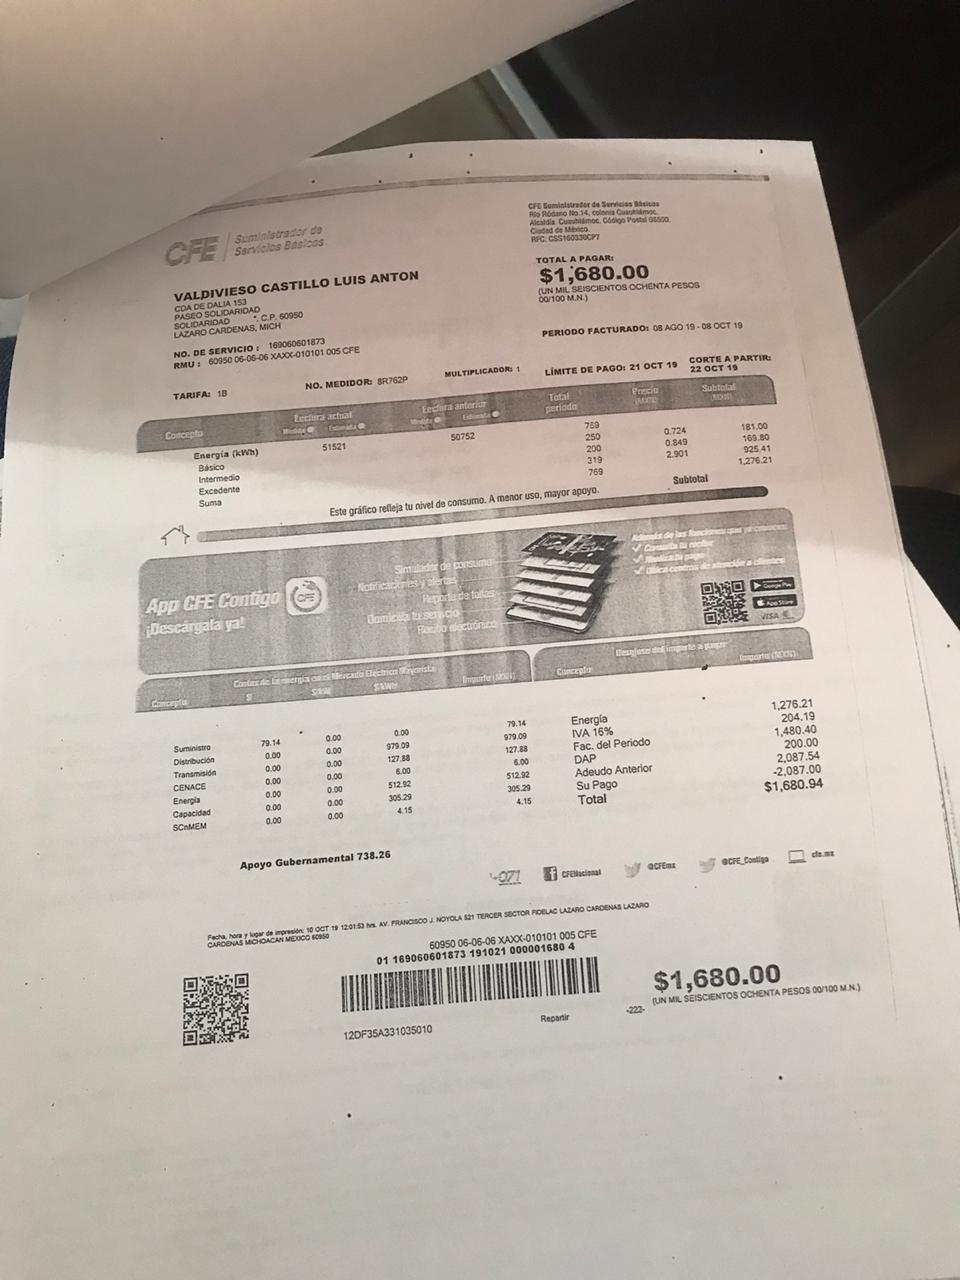 CFE Suministrador de Servicios Básicos
Río Ródano No.14, colonia Cuauhtémoc,
Alcaldía Cuauhtémoc, Código Postal 06500,
Ciudad de México.
RFC: CSS160330CP7
CFE Suministrador de
Servicios Básicos
TOTAL A PAGAR:
$1,680.00
(UN MIL SEISCIENTOS OCHENTA PESOS
00/100 M.N.)
VALDIVIESO CASTILLO LUIS ANTON
CDA DE DALIA 153
PASEO SOLIDARIDAD
SOLIDARIDAD *, C.P. 60950
LAZARO CARDENAS, MICH
NO. DE SERVICIO : 169060601873
RMU : 60950 06-06-06 XAXX-010101 005 CFE
PERIODO FACTURADO: 08 AGO 19 - 08 OCT 19
TARIFA: 1B NO. MEDIDOR: 8R762P MULTIPLICADOR: 1 LÍMITE DE PAGO: 21 OCT 19 CORTE A PARTIR:
22 OCT 19
Concepto Lectura actual Lectura anterior Total Precio Subtotal
Medida Estimada Medida Estimada periodo (MXN) (MXN)
Energía (kWh) 51521 50752 769
Básico 250 0.724 181.00
Intermedio 200 0.849 169.80
Excedente 319 2.901 925.41
Suma 769 1,276.21
Subtotal
Este gráfico refleja tu nivel de consumo. A menor uso, mayor apoyo.
App CFE Contigo
¡Descárgala ya!
CFE
Simulador de consumo
Notificaciones y alertas
Reporte de fallas
Domicilia tu servicio
Recibo electrónico
Además de las funciones que ya conoces:
Consulta tu recibo
Realiza tu pago
Ubica centros de atención a clientes
Google Play
App Store
VISA
Costos de la energía en el Mercado Eléctrico Mayorista
Concepto $ $/kW $/kWh Importe (MXN)
Suministro 79.14 0.00 0.00 79.14
Distribución 0.00 0.00 979.09 979.09
Transmisión 0.00 0.00 127.88 127.88
CENACE 0.00 0.00 6.00 6.00
Energía 0.00 0.00 512.92 512.92
Capacidad 0.00 0.00 305.29 305.29
SCnMEM 0.00 0.00 4.15 4.15
Desglose del importe a pagar
Concepto Importe (MXN)
Energía 1,276.21
IVA 16% 204.19
Fac. del Periodo 1,480.40
DAP 200.00
Adeudo Anterior 2,087.54
Su Pago -2,087.00
Total $1,680.94
Apoyo Gubernamental 738.26
071 CFENacional @CFEmx @CFE_Contigo cfe.mx
Fecha, hora y lugar de impresión: 10 OCT 19 12:01:53 hrs. AV. FRANCISCO J. NOYOLA 521 TERCER SECTOR FIDELAC LAZARO CARDENAS LAZARO
CARDENAS MICHOACAN MEXICO 60950
60950 06-06-06 XAXX-010101 005 CFE
01 169060601873 191021 000001680 4
$1,680.00
(UN MIL SEISCIENTOS OCHENTA PESOS 00/100 M.N.)
12DF35A331035010
Repartir
-222-